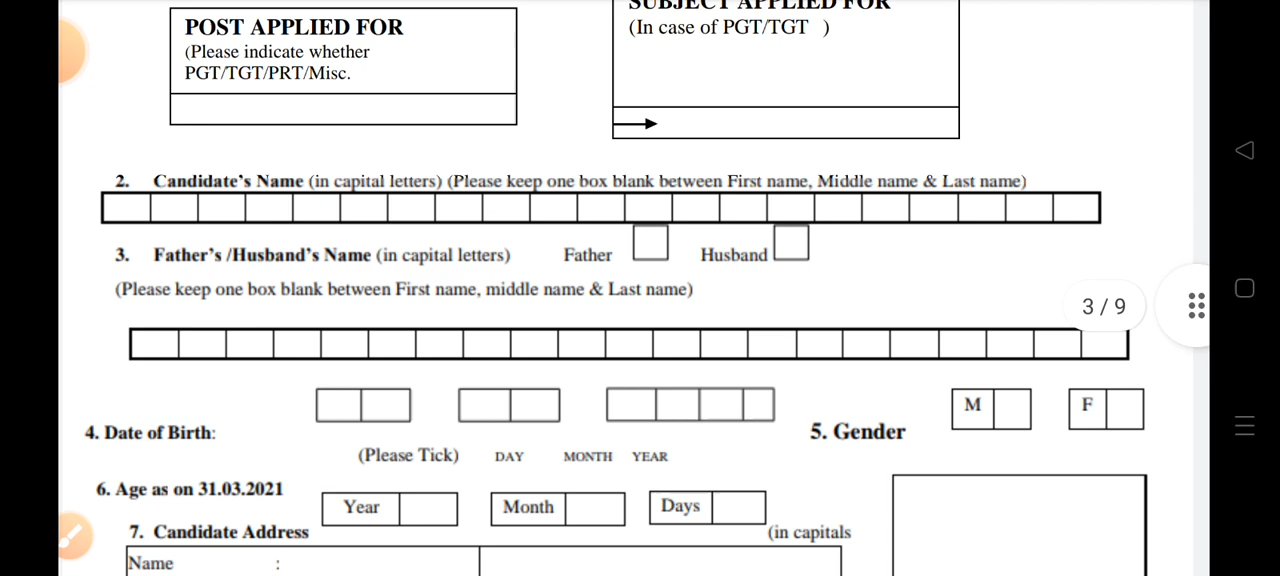 SUBJECT APPLIED FOR
POST APPLIED FOR
(In case of PGT/TGT )
(Please indicate whether
PGT/TGT/PRT/Misc.
2. Candidate's Name (in capital letters) (Please keep one box blank between First name, Middle name & Last name)
3. Father's /Husband's Name (in capital letters) Father Husband
(Please keep one box blank between First name, middle name & Last name)
3 / 9
M F
4. Date of Birth: 5. Gender
(Please Tick) DAY MONTH YEAR
6. Age as on 31.03.2021
Year Month Days
7. Candidate Address (in capitals
Name :